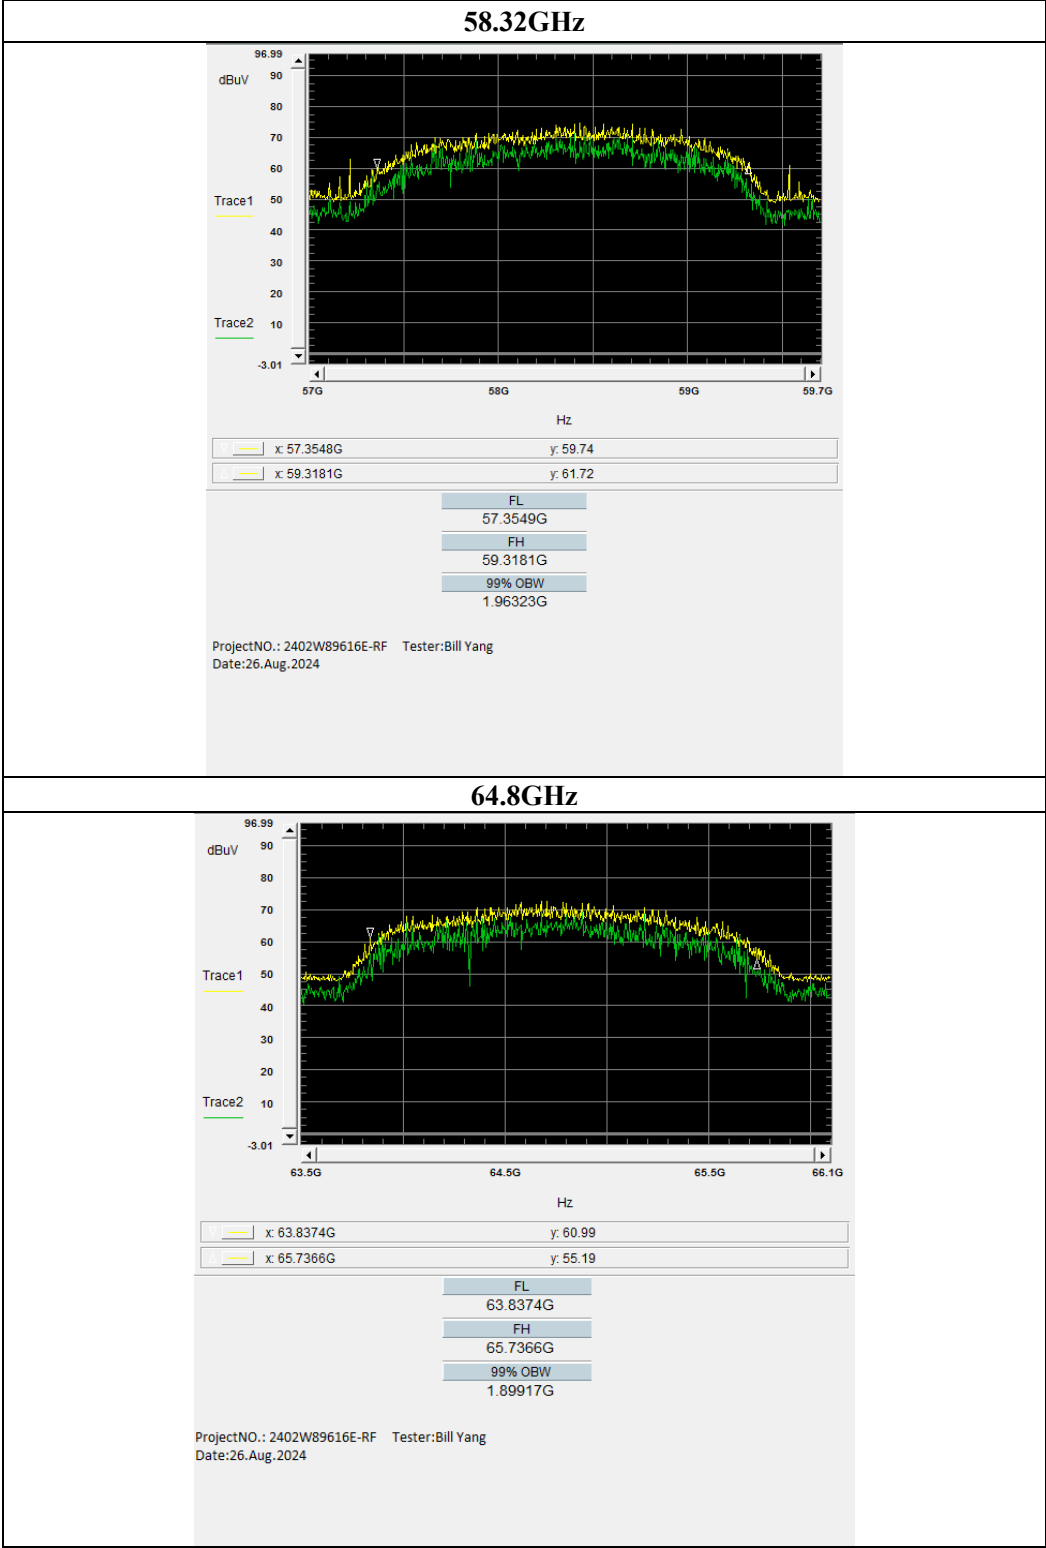 58.32GHz
96.99
dBuV 90
80
70
60
Trace1 50
40
30
20
Trace2 10
-3.01
57G 58G 59G 59.7G
Hz
x: 57.3548G y: 59.74
x: 59.3181G y: 61.72
FL
57.3549G
FH
59.3181G
99% OBW
1.96323G
ProjectNO.: 2402W89616E-RF Tester:Bill Yang
Date:26.Aug.2024
64.8GHz
96.99
dBuV 90
80
70
60
Trace1 50
40
30
20
Trace2 10
-3.01
63.5G 64.5G 65.5G 66.1G
Hz
x: 63.8374G y: 60.99
x: 65.7366G y: 55.19
FL
63.8374G
FH
65.7366G
99% OBW
1.89917G
ProjectNO.: 2402W89616E-RF Tester:Bill Yang
Date:26.Aug.2024